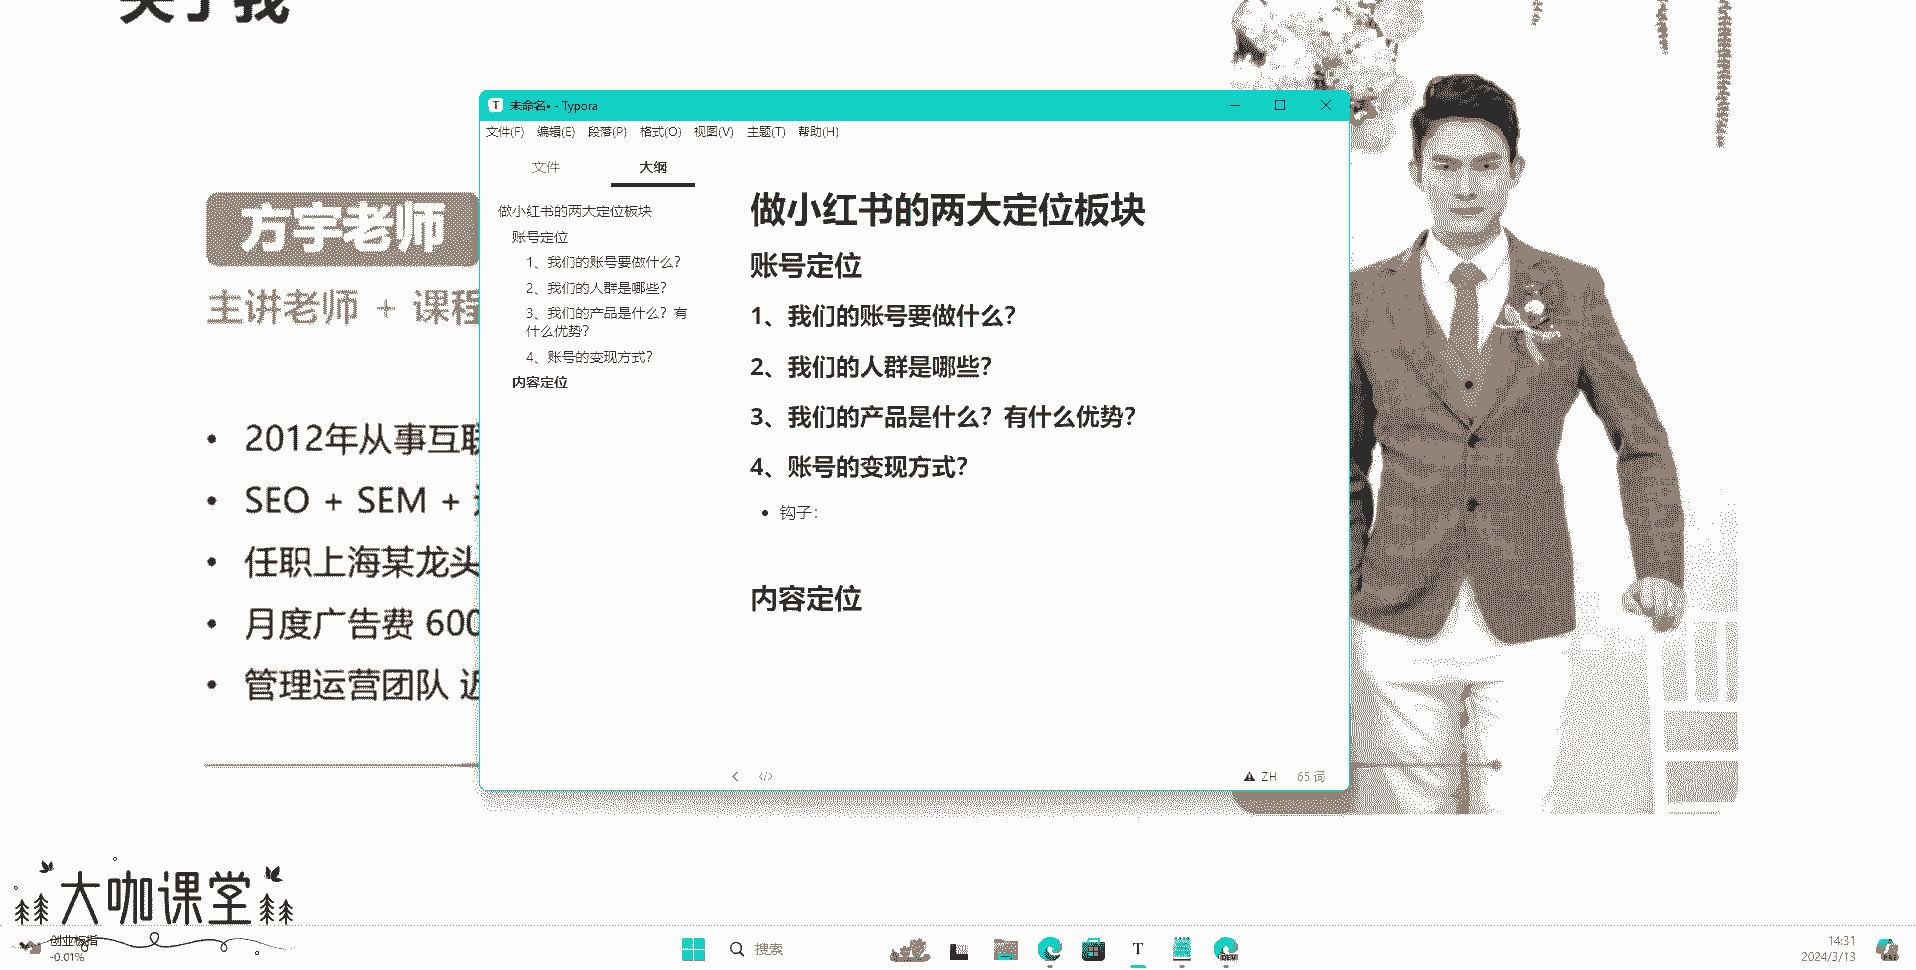 关于我
未命名• - Typora
文件(F) 编辑(E) 段落(P) 格式(O) 视图(V) 主题(T) 帮助(H)
文件 大纲
做小红书的两大定位板块
账号定位
1、我们的账号要做什么?
2、我们的人群是哪些?
3、我们的产品是什么? 有
什么优势?
4、账号的变现方式?
内容定位
做小红书的两大定位板块
账号定位
1、我们的账号要做什么?
2、我们的人群是哪些?
3、我们的产品是什么? 有什么优势?
4、账号的变现方式?
• 钩子:
内容定位
ZH 65 词
方宇老师
主讲老师 + 课程
• 2012年从事互联
• SEO + SEM +
• 任职上海某龙头
• 月度广告费 600
• 管理运营团队 近
大咖课堂
创业板指
-0.01%
搜索
14:31
2024/3/13